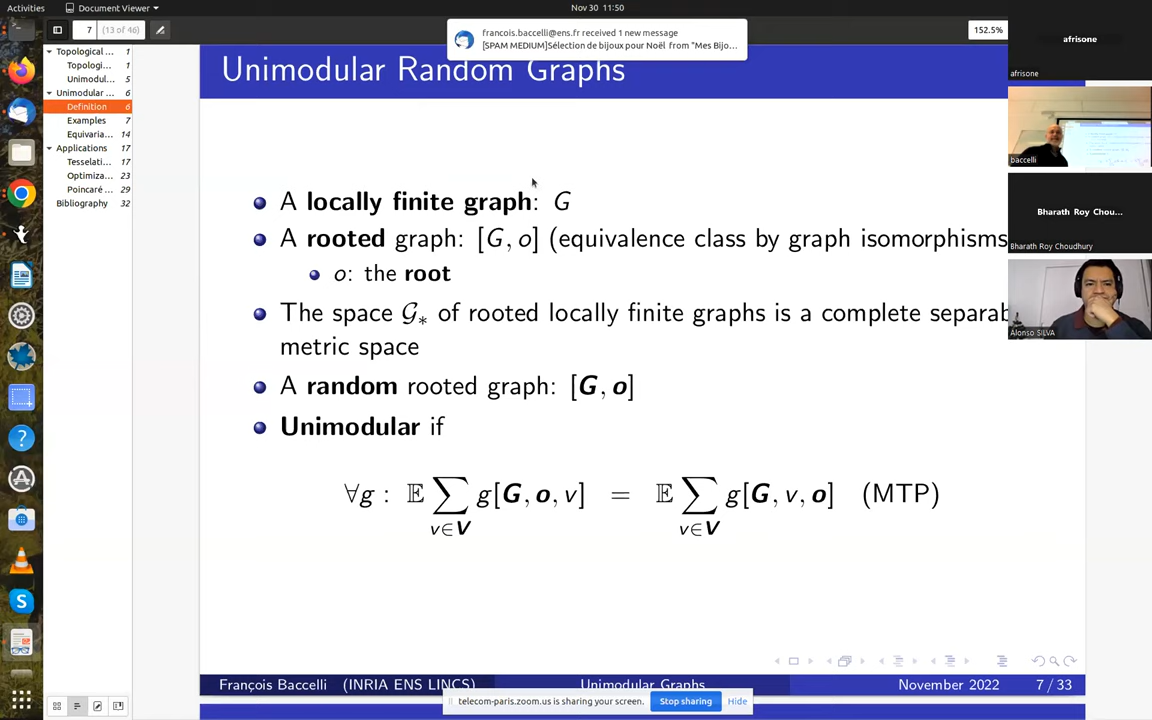 Activities
Document Viewer
Nov 30 11:50
7
(13 of 46)
152.5%
francois.baccelli@ens.fr received 1 new message
[SPAM MEDIUM]Sélection de bijoux pour Noël from "Mes Bijo...
Topological ... 1
Topologi... 1
Unimodul... 5
Unimodular ... 6
Definition 6
Examples 7
Equivaria... 14
Applications 17
Tesselati... 17
Optimiza... 23
Poincaré ... 29
Bibliography 32
Unimodular Random Graphs
A locally finite graph: G
A rooted graph: [G, o] (equivalence class by graph isomorphisms
o: the root
The space 𝒢∗ of rooted locally finite graphs is a complete separab
metric space
A random rooted graph: [G, o]
Unimodular if
∀g : 𝔼 ∑ v∈V g[G, o, v] = 𝔼 ∑ v∈V g[G, v, o] (MTP)
François Baccelli (INRIA ENS LINCS)
Unimodular Graphs
November 2022
7 / 33
telecom-paris.zoom.us is sharing your screen.
Stop sharing
Hide
afrisone
afrisone
baccelli
Bharath Roy Chou...
Bharath Roy Choudhury
Alonso SILVA